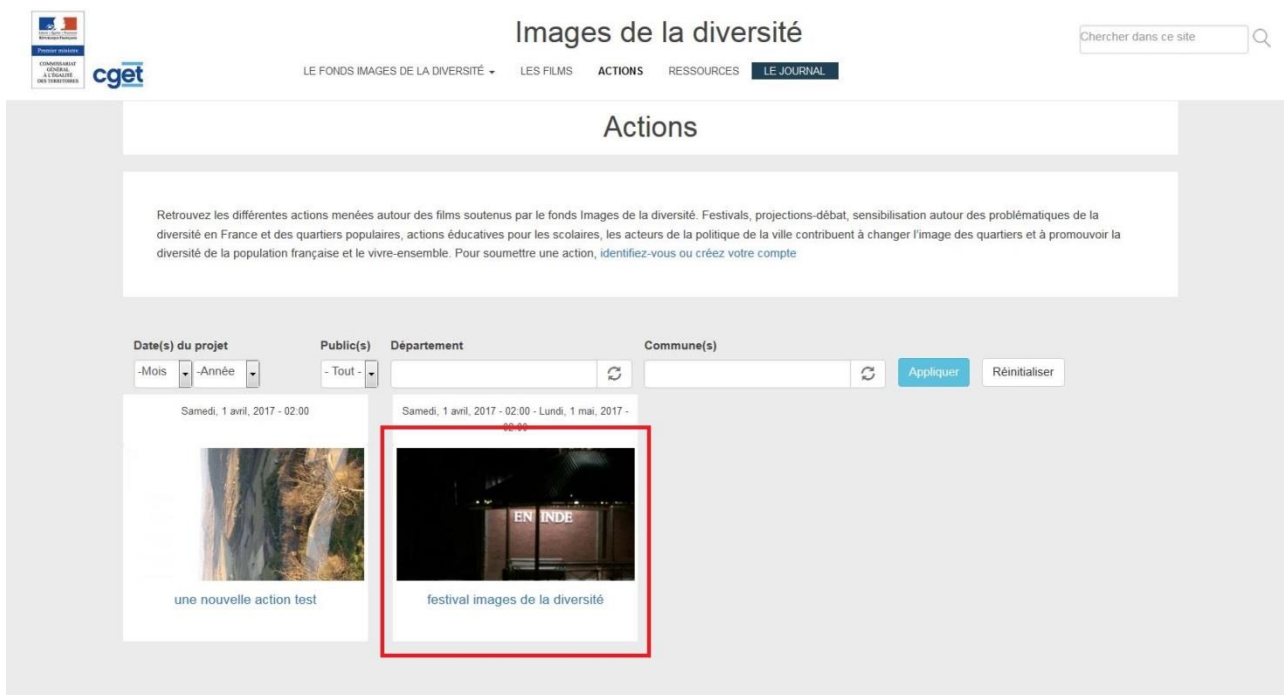 Premier ministre
COMMISSARIAT
GÉNÉRAL
À L'ÉGALITÉ
DES TERRITOIRES
cget
Images de la diversité
Chercher dans ce site
LE FONDS IMAGES DE LA DIVERSITÉ
LES FILMS
ACTIONS
RESSOURCES
LE JOURNAL
Actions
Retrouvez les différentes actions menées autour des films soutenus par le fonds Images de la diversité. Festivals, projections-débat, sensibilisation autour des problématiques de la
diversité en France et des quartiers populaires, actions éducatives pour les scolaires, les acteurs de la politique de la ville contribuent à changer l'image des quartiers et à promouvoir la
diversité de la population française et le vivre-ensemble. Pour soumettre une action, identifiez-vous ou créez votre compte
Date(s) du projet
Public(s)
Département
Commune(s)
-Mois
-Année
- Tout -
Appliquer
Réinitialiser
Samedi, 1 avril, 2017 - 02:00
Samedi, 1 avril, 2017 - 02:00 - Lundi, 1 mai, 2017 -
02:00
EN INDE
une nouvelle action test
festival images de la diversité